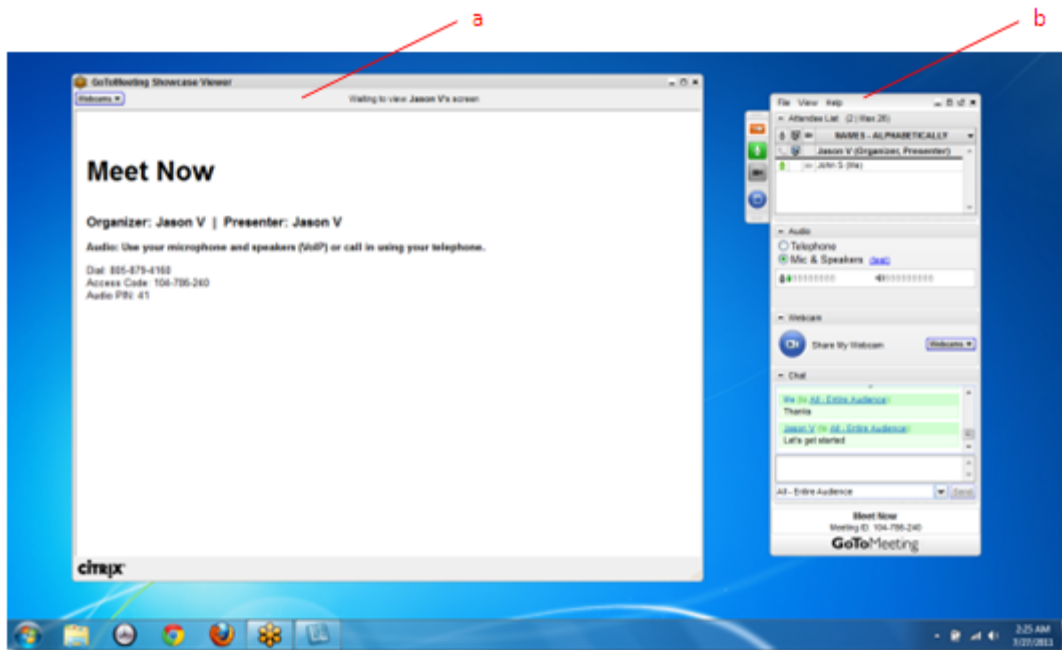 a
b
GoToMeeting Showcase Viewer
Webcams
Waiting to view Jason V's screen
Meet Now
Organizer: Jason V | Presenter: Jason V
Audio: Use your microphone and speakers (VoIP) or call in using your telephone.
Dial: 805-879-4160
Access Code: 104-786-240
Audio PIN: 41
CITRIX
File View Help
Attendee List (2 | Max 26)
NAMES - ALPHABETICALLY
Jason V (Organizer, Presenter)
John S (Me)
Audio
Telephone
Mic & Speakers (test)
Webcam
Share My Webcam
Webcams
Chat
Me (to All - Entire Audience):
Thanks
Jason V (to All - Entire Audience):
Let's get started
All - Entire Audience
Send
Meet Now
Meeting ID: 104-786-240
GoToMeeting
2:25 AM
7/27/2011